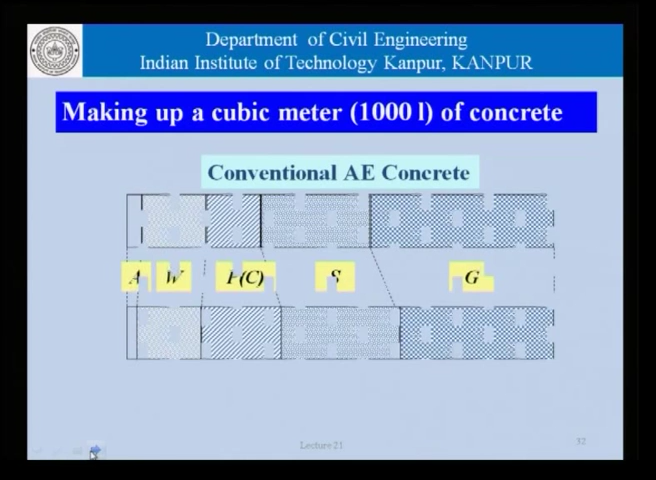 Department of Civil Engineering
Indian Institute of Technology Kanpur, KANPUR
Making up a cubic meter (1000 l) of concrete
Conventional AE Concrete
A W P(C) S G
Lecture 21
32